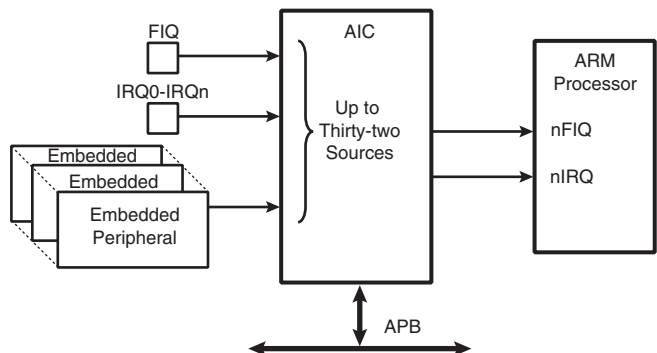 FIQ
IRQ0-IRQn
Embedded
Embedded
Embedded
Peripheral
AIC
Up to
Thirty-two
Sources
ARM
Processor
nFIQ
nIRQ
APB